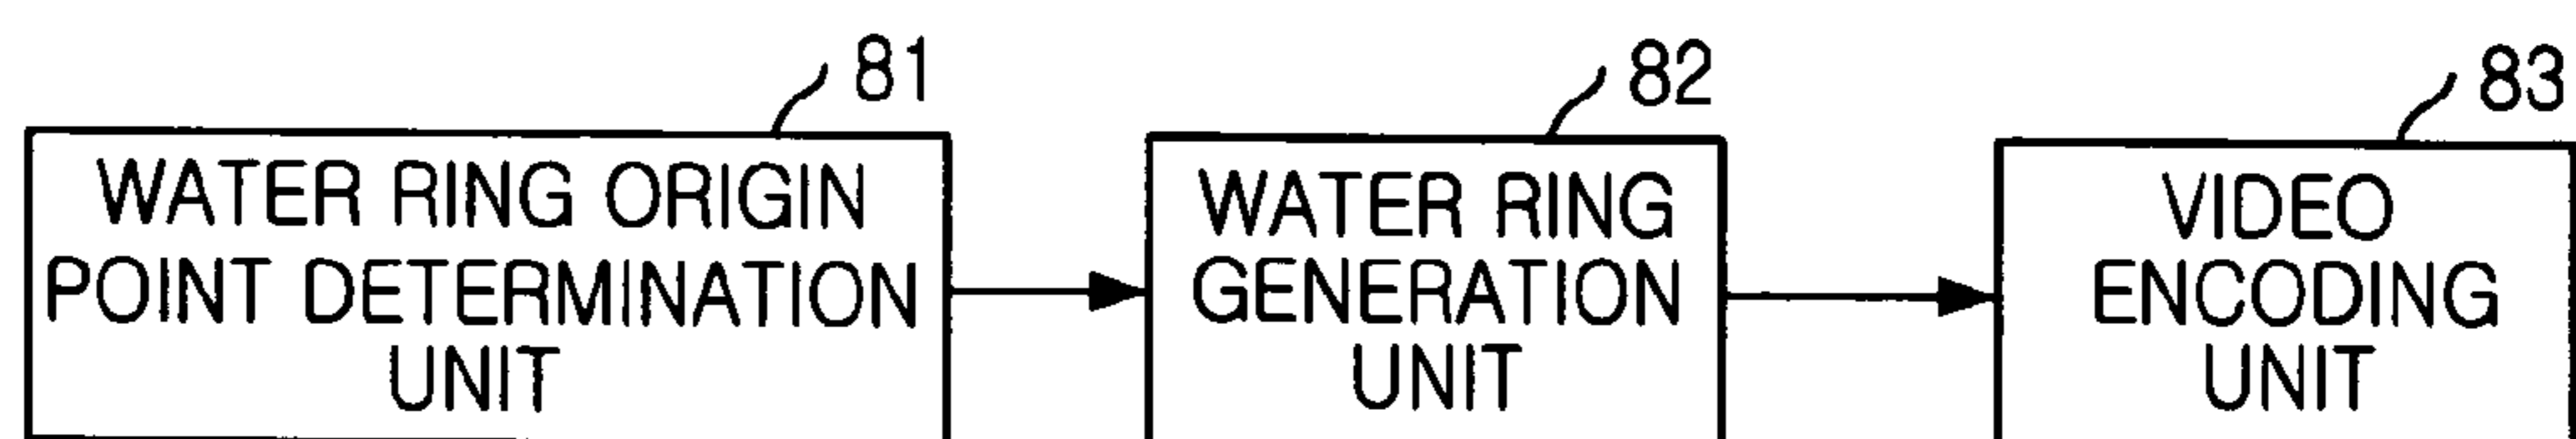 81
82
83
WATER RING ORIGIN
POINT DETERMINATION
UNIT
WATER RING
GENERATION
UNIT
VIDEO
ENCODING
UNIT